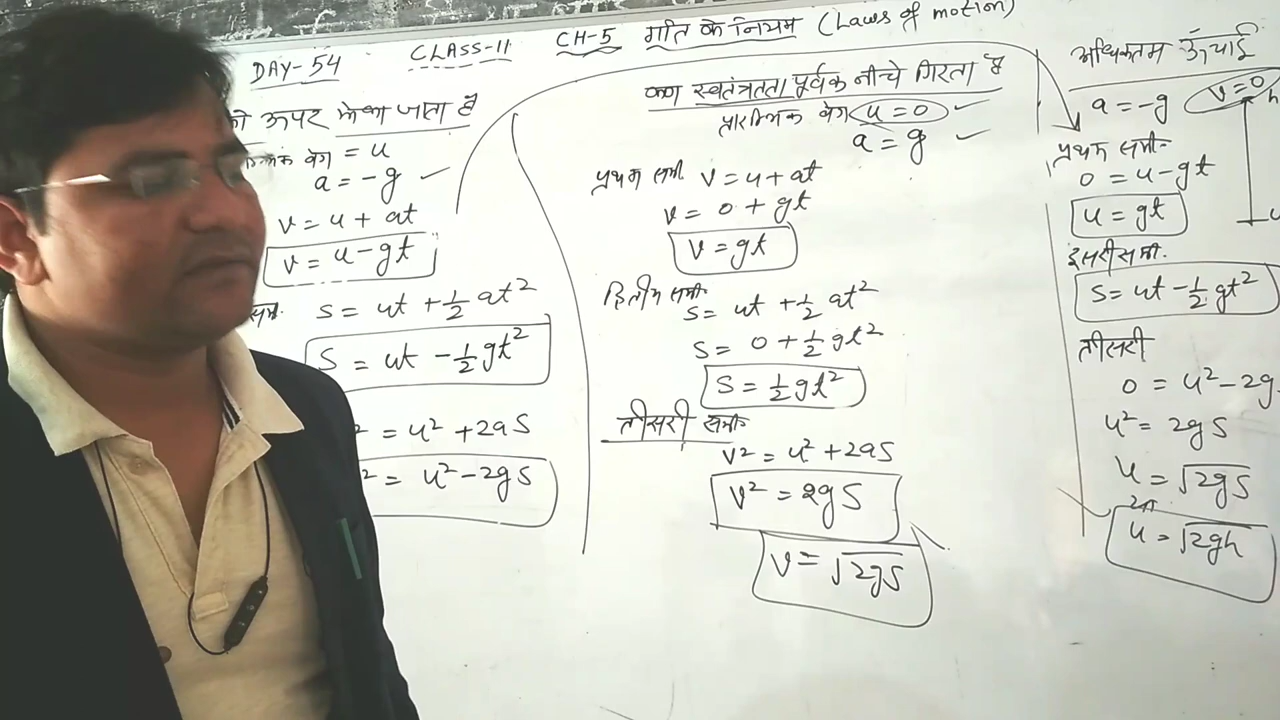 DAY-54 CLASS-11 CH-5 गति के नियम (Laws of motion)
ऊपर फेंका जाता है
वेग = u
a = -g ✓
v = u + at
v = u - gt
समी. s = ut + ½ at²
s = ut - ½ gt²
² = u² + 2as
² = u² - 2gs
कण स्वतंत्रता पूर्वक नीचे गिरता है
प्रारम्भिक वेग u = 0 ✓
a = g ✓
प्रथम समी v = u + at
v = 0 + gt
v = gt
द्वितीय समी.
s = ut + ½ at²
s = 0 + ½ gt²
s = ½ gt²
तीसरी समी.
v² = u² + 2as
v² = 2gs
v = √2gs
अधिकतम ऊँचाई
a = -g v = 0 h
प्रथम समी.
0 = u - gt
u = gt
दूसरी समी.
s = ut - ½ gt²
तीसरी
0 = u² - 2g
u² = 2gs
u = √2gs
या
u = √2gh